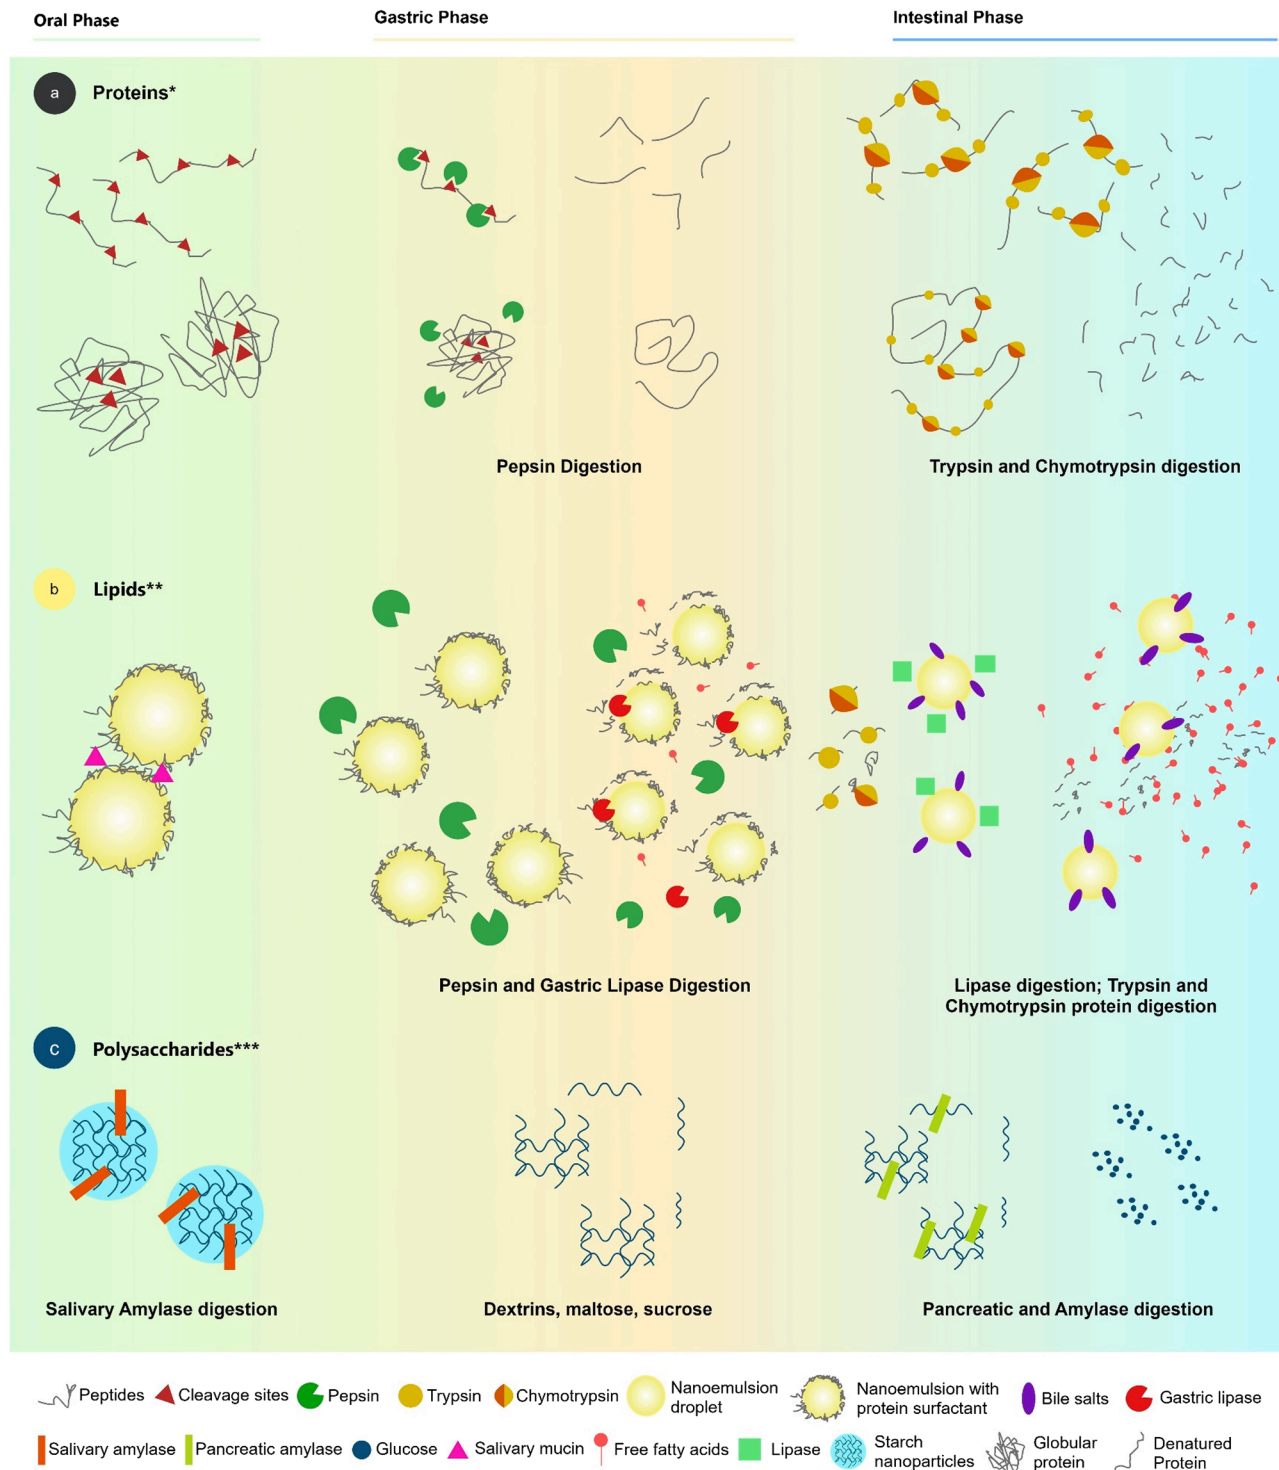 Oral Phase
Gastric Phase
Intestinal Phase
a
Proteins*
Pepsin Digestion
Trypsin and Chymotrypsin digestion
b
Lipids**
Pepsin and Gastric Lipase Digestion
Lipase digestion; Trypsin and
Chymotrypsin protein digestion
c
Polysaccharides***
Salivary Amylase digestion
Dextrins, maltose, sucrose
Pancreatic and Amylase digestion
Peptides
Cleavage sites
Pepsin
Trypsin
Chymotrypsin
Nanoemulsion
droplet
Nanoemulsion with
protein surfactant
Bile salts
Gastric lipase
Salivary amylase
Pancreatic amylase
Glucose
Salivary mucin
Free fatty acids
Lipase
Starch
nanoparticles
Globular
protein
Denatured
Protein